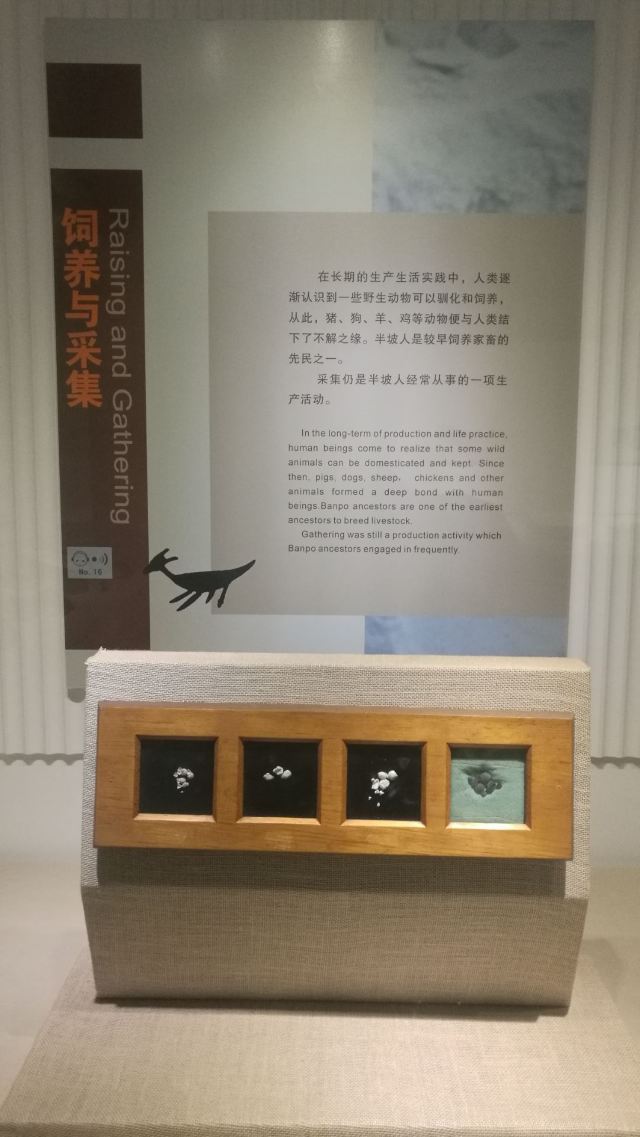 饲养与采集
Raising and Gathering
No. 16
在长期的生产生活实践中，人类逐
渐认识到一些野生动物可以驯化和饲养，
从此，猪、狗、羊、鸡等动物便与人类结
下了不解之缘。半坡人是较早饲养家畜的
先民之一。
采集仍是半坡人经常从事的一项生
产活动。
In the long-term of production and life practice,
human beings come to realize that some wild
animals can be domesticated and kept. Since
then, pigs, dogs, sheep, chickens and other
animals formed a deep bond with human
beings.Banpo ancestors are one of the earliest
ancestors to breed livestock.
Gathering was still a production activity which
Banpo ancestors engaged in frequently.